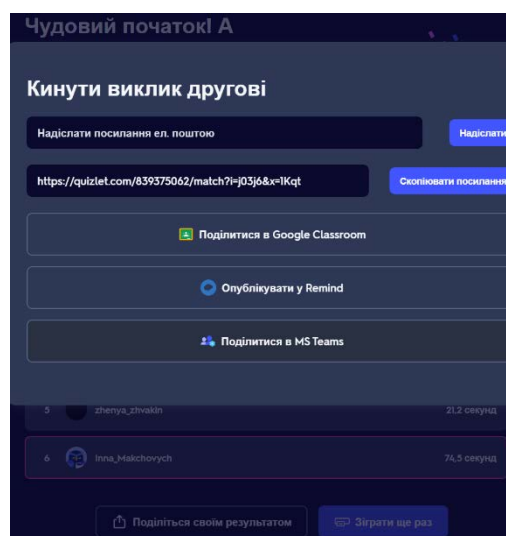 Чудовий початок! А
Кинути виклик другові
Надіслати посилання ел. поштою
Надіслати
https://quizlet.com/839375062/match?i=j03j6&x=1Kqt
Скопіювати посилання
Поділитися в Google Classroom
Опублікувати у Remind
Поділитися в MS Teams
5 zhenya_zhvakin 21,2 секунд
6 Inna_Makchovych 74,5 секунд
Поділіться своїм результатом
Зіграти ще раз